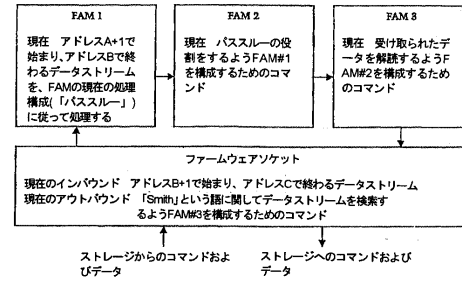 FAM 1
現在　アドレスA+1で
始まり、アドレスBで終
わるデータストリーム
を、FAMの現在の処理
構成(「パススルー」)
に従って処理する
FAM 2
現在　パススルーの役
割をするようFAM#1
を構成するためのコマ
ンド
FAM 3
現在　受け取られたデ
ータを解読するようF
AM#2を構成するため
のコマンド
ファームウェアソケット
現在のインバウンド　アドレスB+1で始まり、アドレスCで終わるデータストリーム
現在のアウトバウンド　「Smith」という語に関してデータストリームを検索す
るようFAM#3を構成するためのコマンド
ストレージからのコマンドおよ
びデータ
ストレージへのコマンドおよび
データ